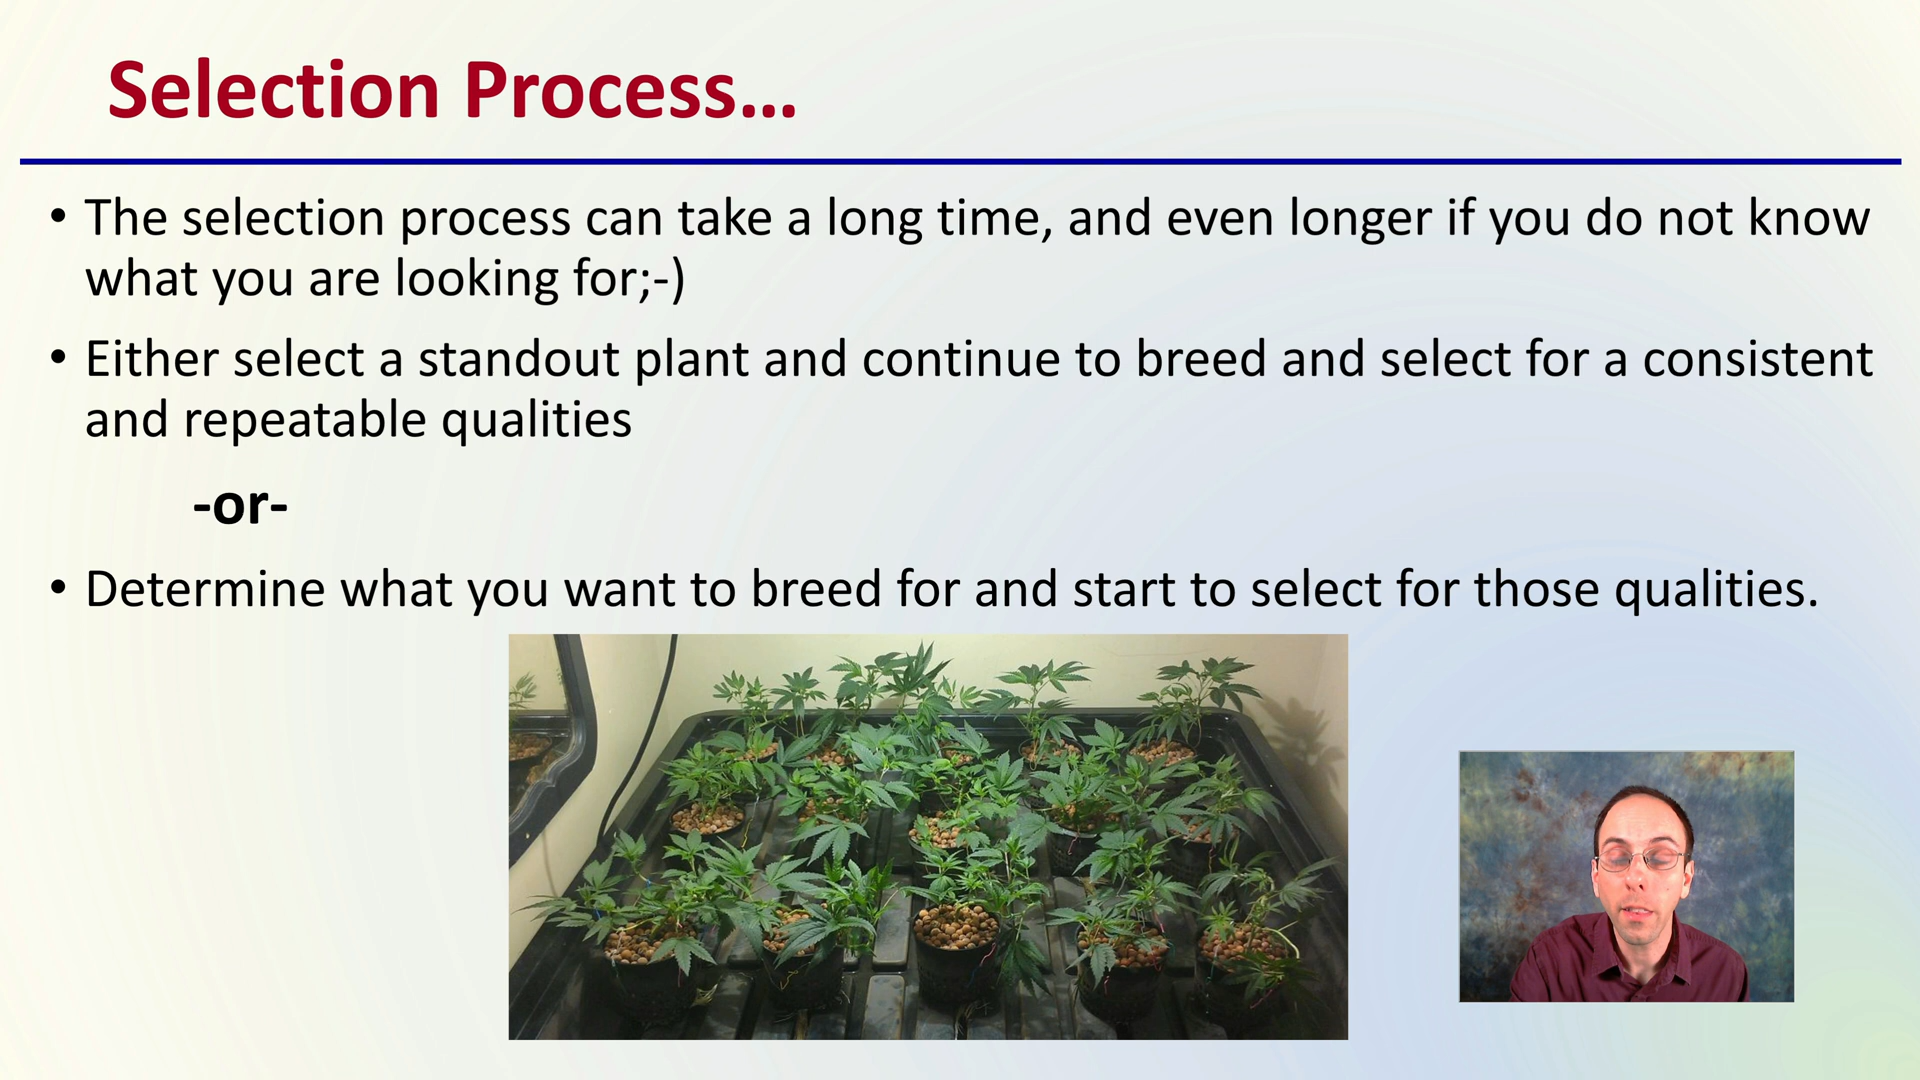 Selection Process...
• The selection process can take a long time, and even longer if you do not know
what you are looking for;-)
• Either select a standout plant and continue to breed and select for a consistent
and repeatable qualities
-or-
• Determine what you want to breed for and start to select for those qualities.